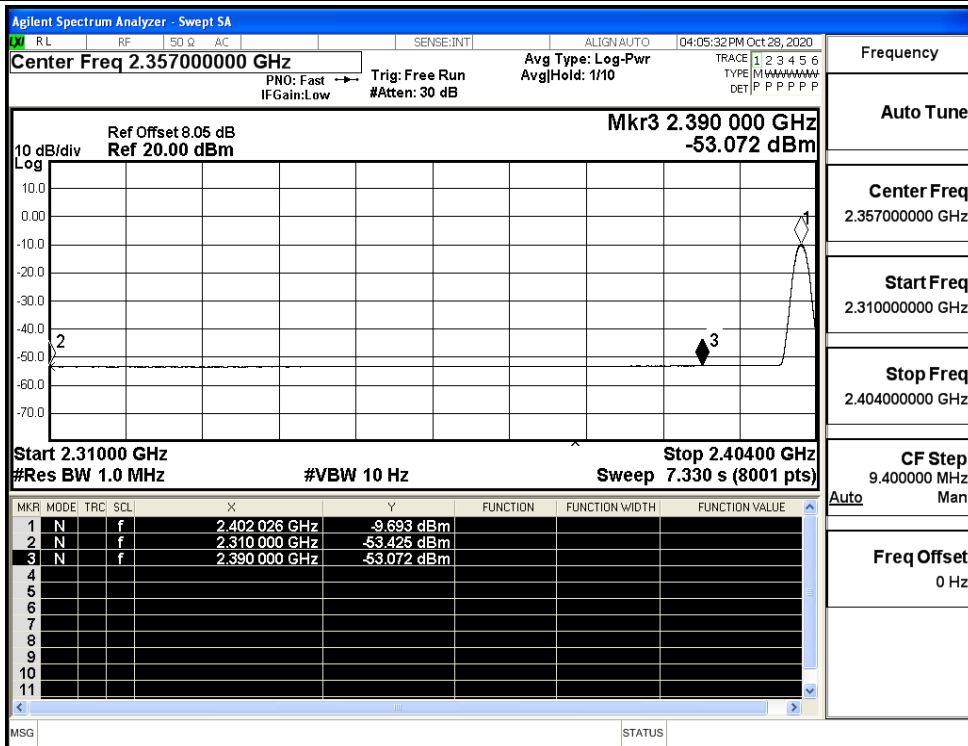 Agilent Spectrum Analyzer - Swept SA
LXI RL RF 50 Ω AC SENSE:INT ALIGN AUTO 04:05:32 PM Oct 28, 2020
Center Freq 2.357000000 GHz
PNO: Fast
IFGain:Low
Trig: Free Run
#Atten: 30 dB
Avg Type: Log-Pwr
Avg|Hold: 1/10
TRACE 1 2 3 4 5 6
TYPE M WWWWW
DET P P P P P P
Ref Offset 8.05 dB
10 dB/div Ref 20.00 dBm
Log
Mkr3 2.390 000 GHz
-53.072 dBm
10.0
0.00
-10.0
-20.0
-30.0
-40.0
-50.0
-60.0
-70.0
1
2
3
Start 2.31000 GHz Stop 2.40400 GHz
#Res BW 1.0 MHz #VBW 10 Hz Sweep 7.330 s (8001 pts)
MKR MODE TRC SCL X Y FUNCTION FUNCTION WIDTH FUNCTION VALUE
1 N f 2.402 026 GHz -9.693 dBm
2 N f 2.310 000 GHz -53.425 dBm
3 N f 2.390 000 GHz -53.072 dBm
4
5
6
7
8
9
10
11
MSG STATUS
Frequency
Auto Tune
Center Freq
2.357000000 GHz
Start Freq
2.310000000 GHz
Stop Freq
2.404000000 GHz
CF Step
9.400000 MHz
Auto Man
Freq Offset
0 Hz